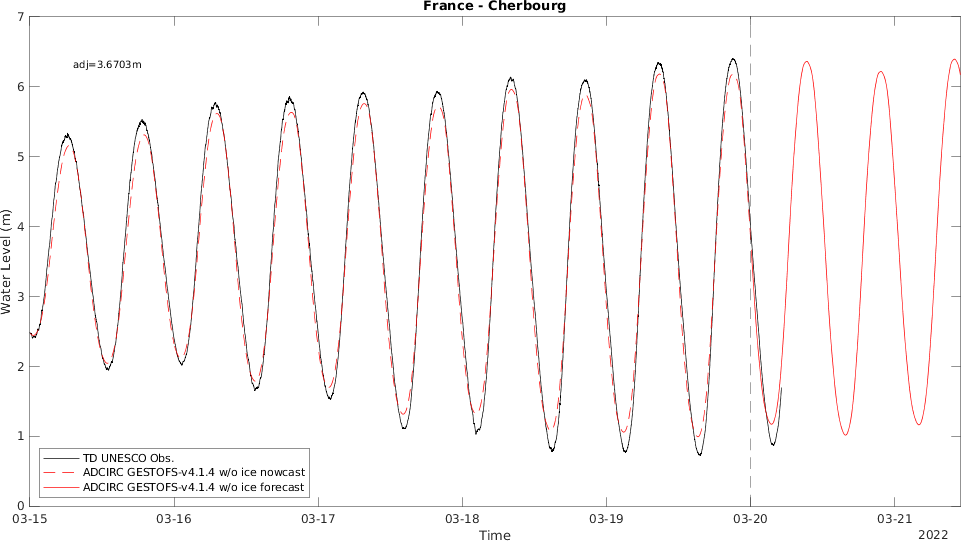 France - Cherbourg
7
adj=3.6703m
6
5
4
Water Level (m)
3
2
1
TD UNESCO Obs.
ADCIRC GESTOFS-v4.1.4 w/o ice nowcast
ADCIRC GESTOFS-v4.1.4 w/o ice forecast
0
03-15 03-16 03-17 03-18 03-19 03-20 03-21
Time
2022